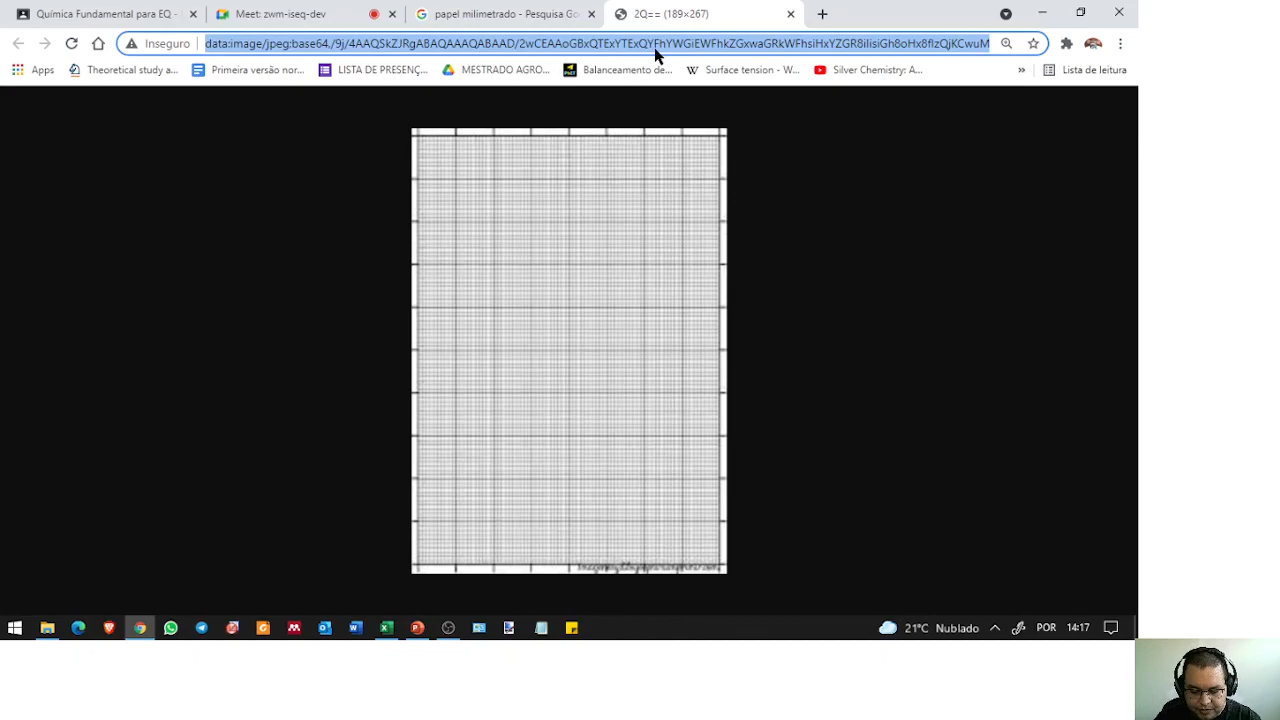 Química Fundamental para EQ -
Meet: zwm-iseq-dev
papel milimetrado - Pesquisa Go
2Q== (189×267)
Inseguro
data:image/jpeg;base64,/9j/4AAQSkZJRgABAQAAAQABAAD/2wCEAAoGBxQTExYTExQYFhYWGiEWFhkZGxwaGRkWFhsiHxYZGR8iIisiGh8oHx8fIzQjKCwuM
Apps
Theoretical study a...
Primeira versão nor...
LISTA DE PRESENÇ...
MESTRADO AGRO...
Balanceamento de...
Surface tension - W...
Silver Chemistry: A...
»
Lista de leitura
21°C Nublado
POR
14:17